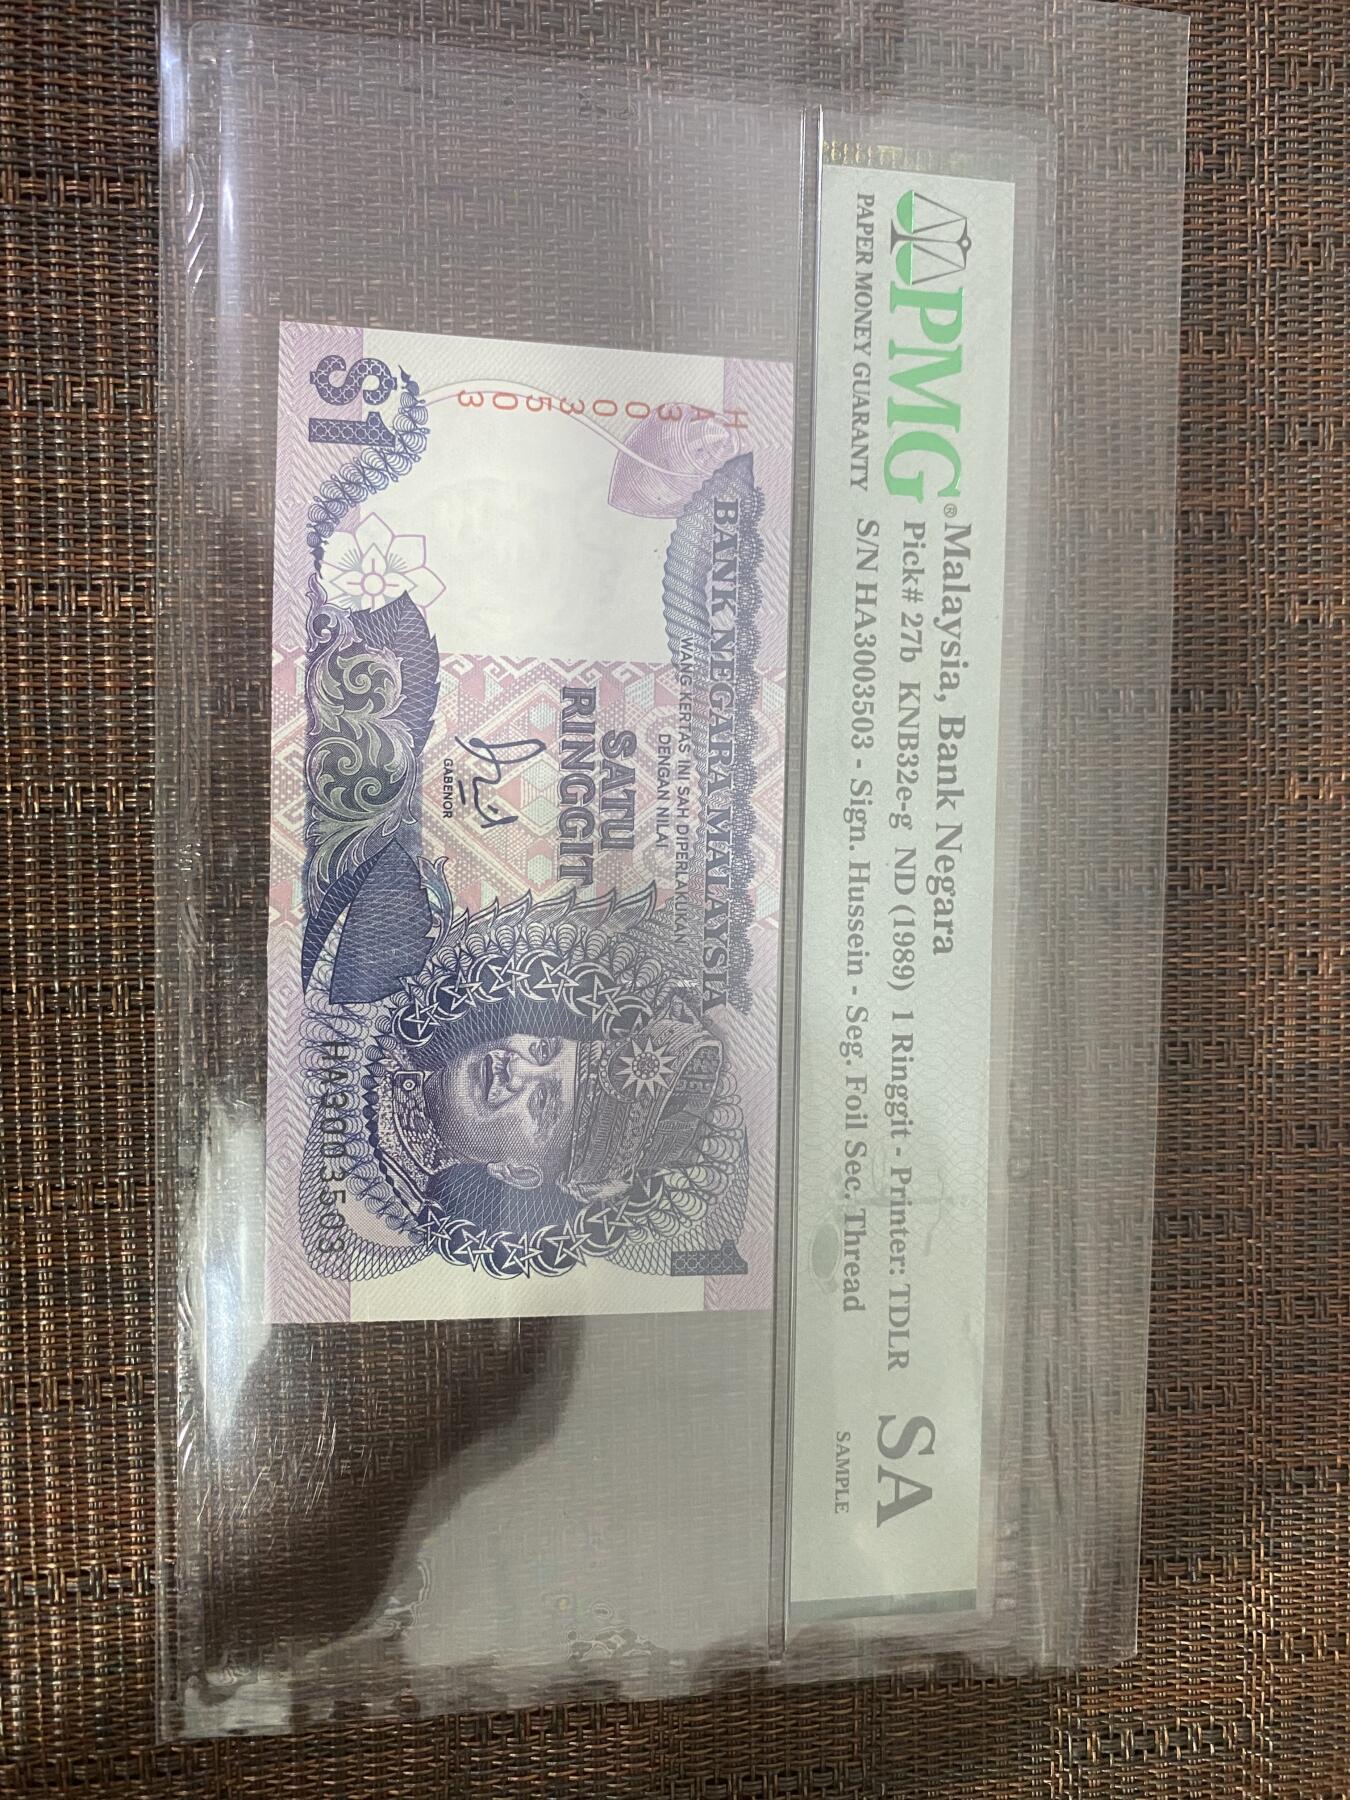 PMG®
PAPER MONEY GUARANTY
Malaysia, Bank Negara
Pick# 27b KNB32e-g ND (1989) 1 Ringgit - Printer: TDLR
S/N HA3003503 - Sign. Hussein - Seg. Foil Sec. Thread
SA
SAMPLE
HA3003503
BANK NEGARA MALAYSIA
WANG KERTAS INI SAH DIPERLAKUKAN
DENGAN NILAI
SATU
RINGGIT
GABENOR
$1
1
HA3003503